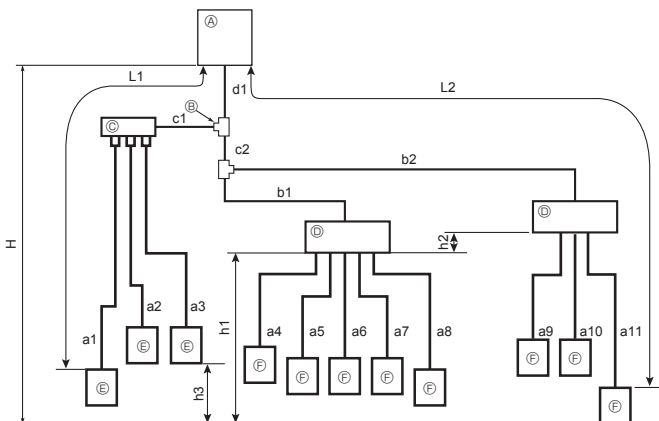 Ⓐ
L1
d1
L2
Ⓑ
Ⓒ
c1
c2
b2
b1
Ⓓ
Ⓓ
h2
H
h1
a1
a2
a3
a4
a5
a6
a7
a8
a9
a10
a11
Ⓔ
Ⓔ
Ⓔ
Ⓕ
Ⓕ
Ⓕ
Ⓕ
Ⓕ
Ⓕ
Ⓕ
Ⓕ
h3